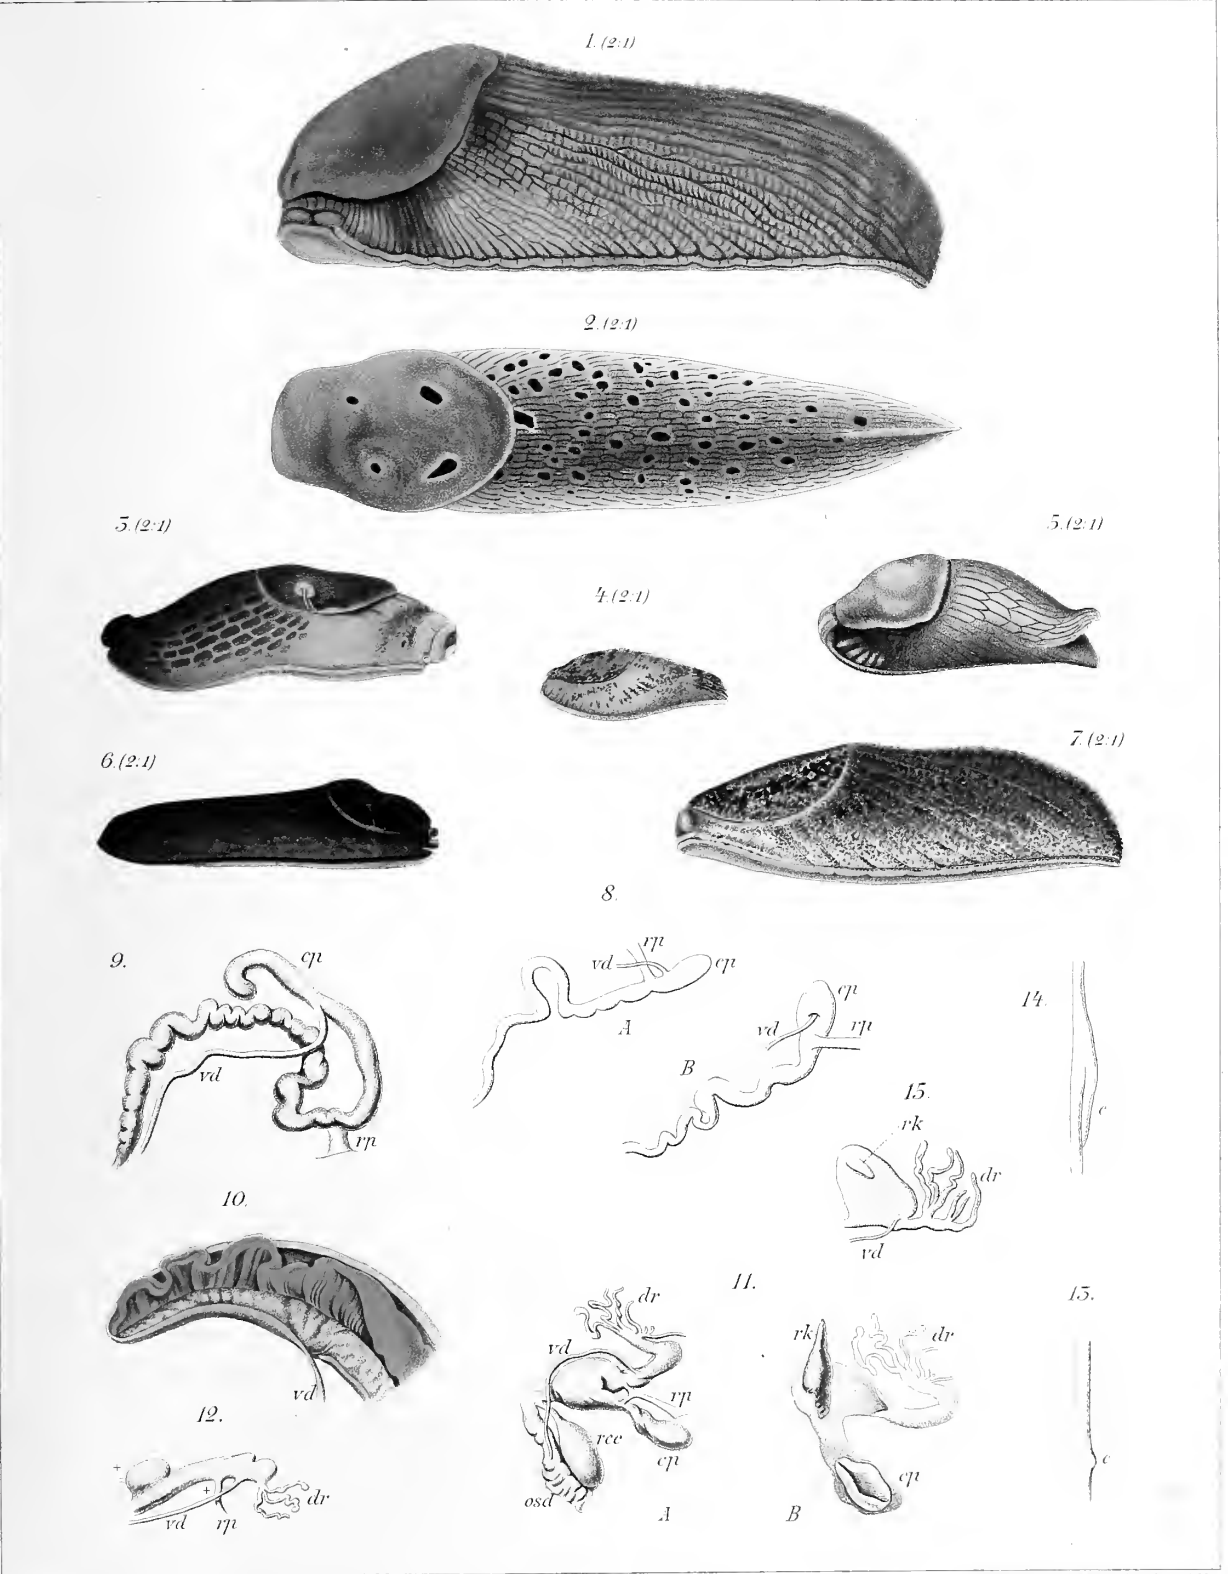 1. (2:1)
2. (2:1)
3. (2:1)
5. (2:1)
4. (2:1)
6. (2:1)
7. (2:1)
8.
9.
cp
vd
rp
rp
vd
cp
A
cp
vd
rp
B
14.
c
15.
rk
dr
vd
10.
vd
11.
dr
vd
rp
rec
cp
osd
A
rk
dr
cp
B
13.
c
12.
+
+
dr
vd
rp